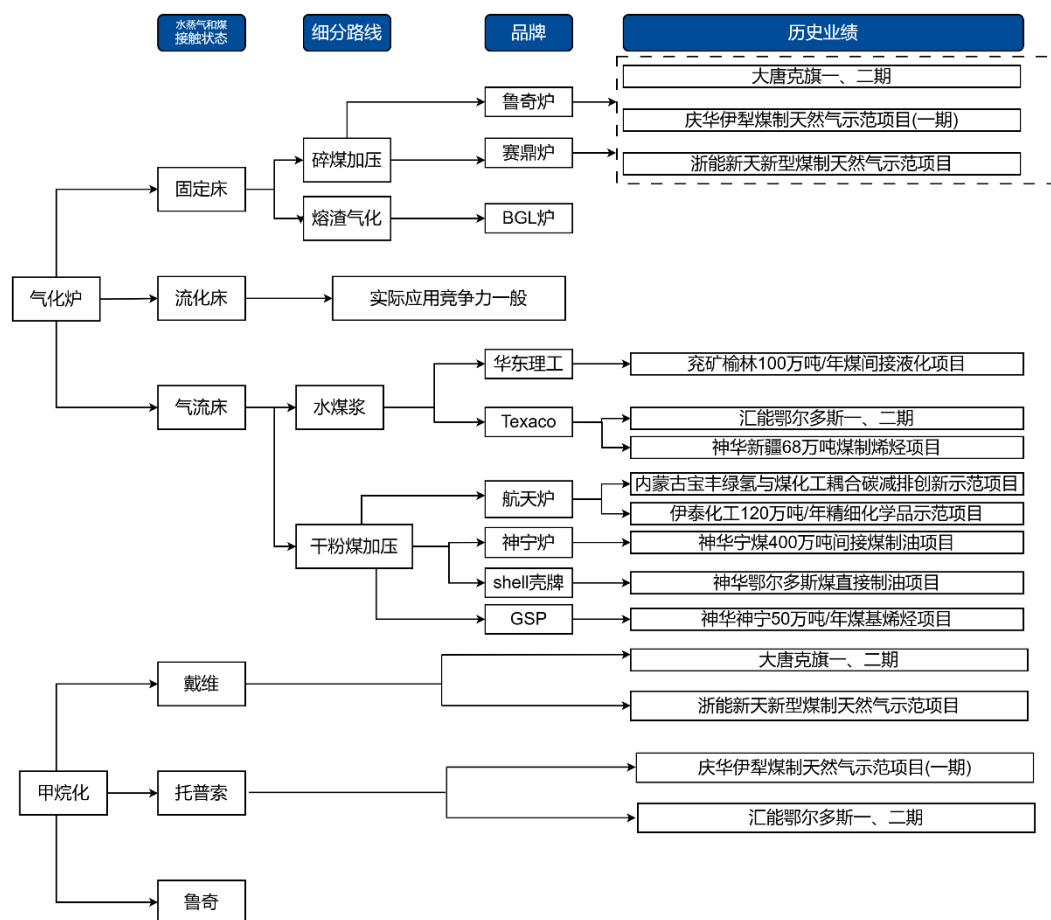 水蒸气和煤
接触状态
细分路线
品牌
历史业绩
大唐克旗一、二期
鲁奇炉
庆华伊犁煤制天然气示范项目(一期)
碎煤加压
赛鼎炉
浙能新天新型煤制天然气示范项目
固定床
熔渣气化
BGL炉
气化炉
流化床
实际应用竞争力一般
华东理工
兖矿榆林100万吨/年煤间接液化项目
气流床
水煤浆
Texaco
汇能鄂尔多斯一、二期
神华新疆68万吨煤制烯烃项目
航天炉
内蒙古宝丰绿氢与煤化工耦合碳减排创新示范项目
伊泰化工120万吨/年精细化学品示范项目
干粉煤加压
神宁炉
神华宁煤400万吨间接煤制油项目
shell壳牌
神华鄂尔多斯煤直接制油项目
GSP
神华神宁50万吨/年煤基烯烃项目
戴维
大唐克旗一、二期
浙能新天新型煤制天然气示范项目
庆华伊犁煤制天然气示范项目(一期)
甲烷化
托普索
汇能鄂尔多斯一、二期
鲁奇